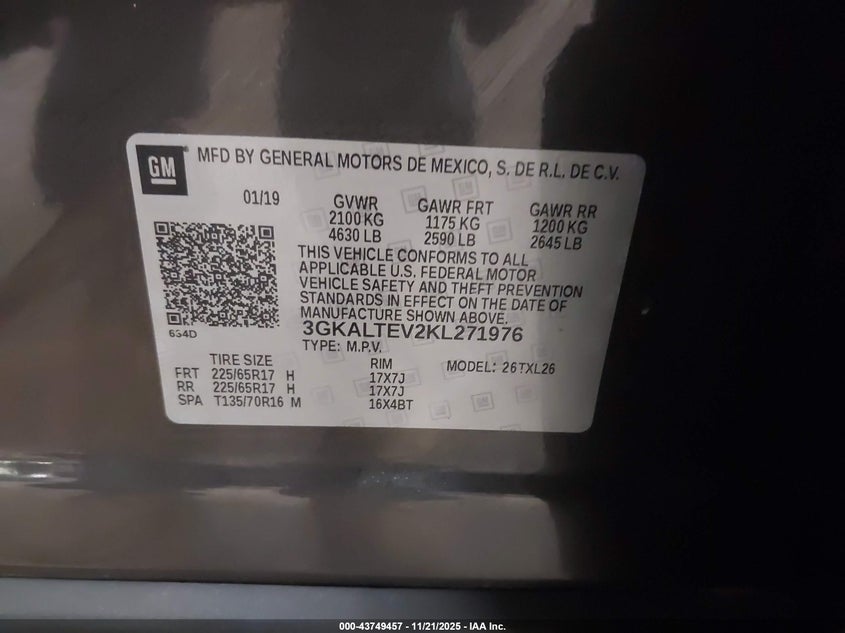 GM
MFD BY GENERAL MOTORS DE MEXICO, S. DE R.L. DE C.V.
01/19
GVWR GAWR FRT GAWR RR
2100 KG 1175 KG 1200 KG
4630 LB 2590 LB 2645 LB
THIS VEHICLE CONFORMS TO ALL
APPLICABLE U.S. FEDERAL MOTOR
VEHICLE SAFETY AND THEFT PREVENTION
STANDARDS IN EFFECT ON THE DATE OF
MANUFACTURE SHOWN ABOVE.
3GKALTEV2KL271976
TYPE: M.P.V.
TIRE SIZE RIM MODEL: 26TXL26
FRT 225/65R17 H 17X7J
RR 225/65R17 H 17X7J
SPA T135/70R16 M 16X4BT
000-43749457 - 11/21/2025 - IAA Inc.